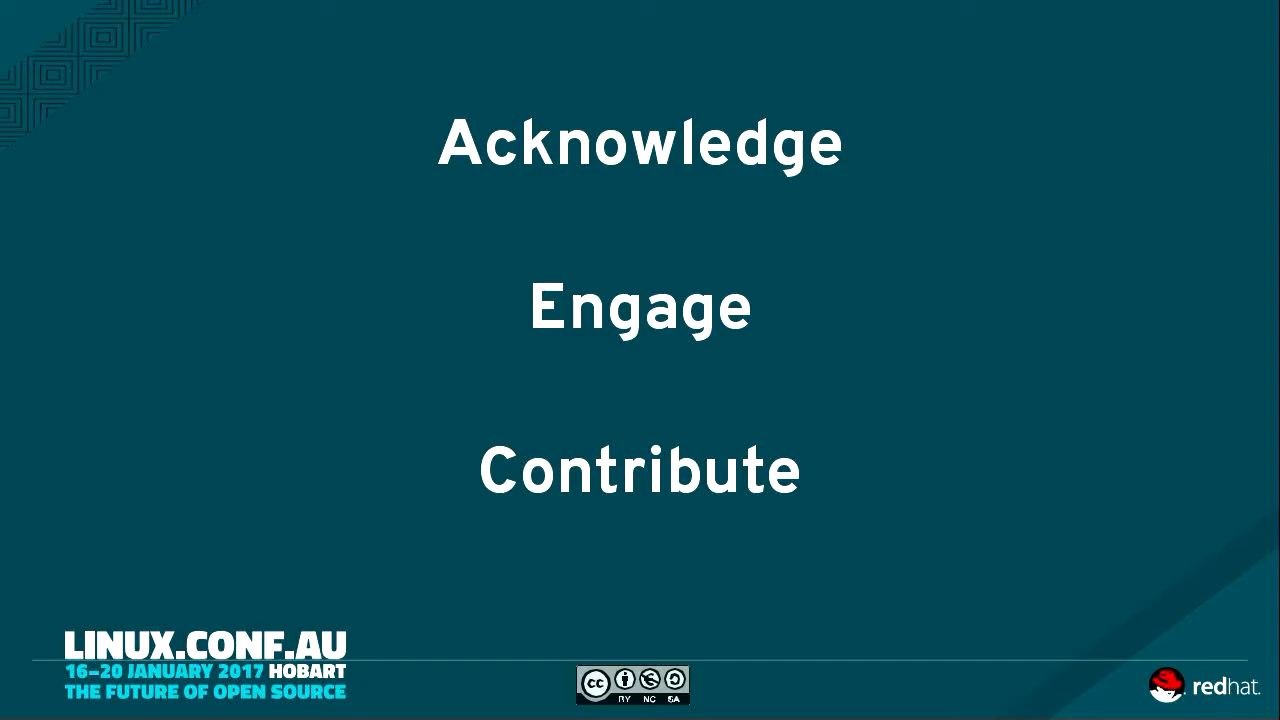 Acknowledge
Engage
Contribute
LINUX.CONF.AU
16–20 JANUARY 2017 HOBART
THE FUTURE OF OPEN SOURCE
cc
BY NC SA
redhat.